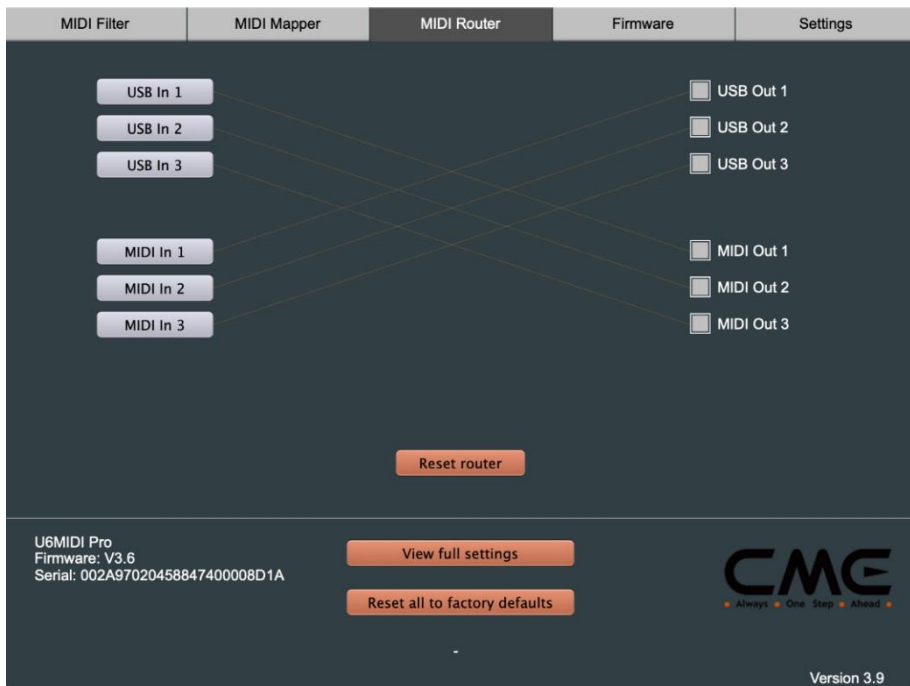 MIDI Filter
MIDI Mapper
MIDI Router
Firmware
Settings
USB In 1
USB Out 1
USB In 2
USB Out 2
USB In 3
USB Out 3
MIDI In 1
MIDI Out 1
MIDI In 2
MIDI Out 2
MIDI In 3
MIDI Out 3
Reset router
U6MIDI Pro
Firmware: V3.6
Serial: 002A97020458847400008D1A
View full settings
Reset all to factory defaults
CME
Always • One Step • Ahead
-
Version 3.9